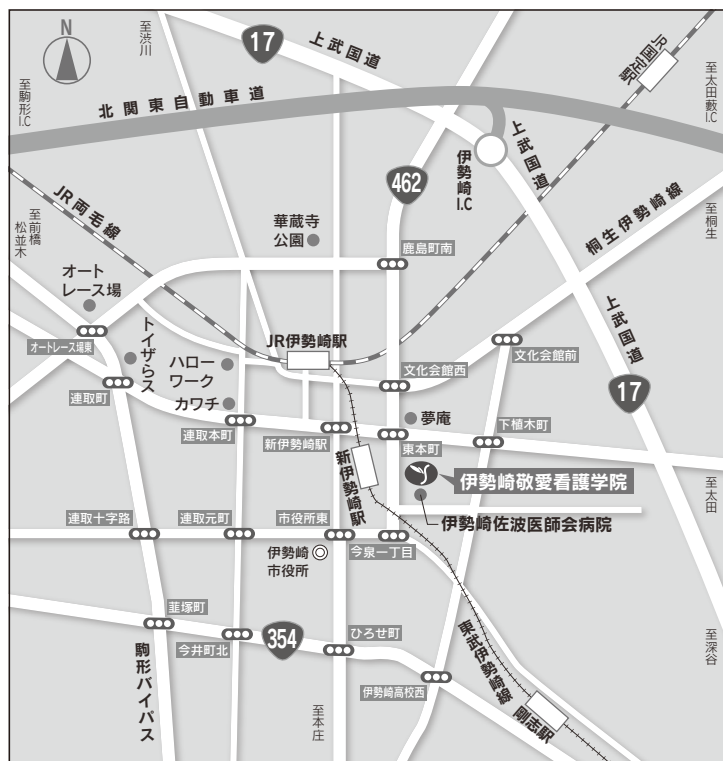 N
至渋川
17
上武国道
JR国定駅
至太田藪I.C
至駒形I.C
北関東自動車道
伊勢崎I.C
上武国道
462
JR両毛線
至前橋
松並木
華蔵寺
公園
鹿島町南
桐生伊勢崎線
至桐生
オート
レース場
オートレース場東
トイザらス
ハロー
ワーク
JR伊勢崎駅
文化会館西
文化会館前
上武国道
17
連取町
カワチ
連取本町
新伊勢崎駅
夢庵
東本町
下植木町
新伊勢崎駅
伊勢崎敬愛看護学院
至太田
伊勢崎佐波医師会病院
連取十字路
連取元町
市役所東
今泉一丁目
伊勢崎
市役所
韮塚町
今井町北
354
ひろせ町
伊勢崎高校西
東武伊勢崎線
剛志駅
至深谷
駒形バイパス
至本庄